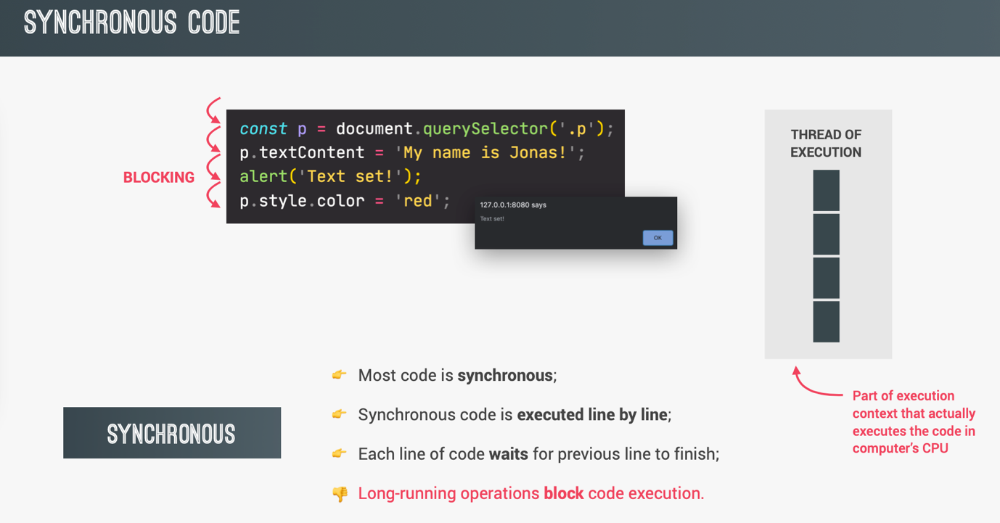 SYNCHRONOUS CODE
const p = document.querySelector('.p');
p.textContent = 'My name is Jonas!';
alert('Text set!');
p.style.color = 'red';
BLOCKING
127.0.0.1:8080 says
Text set!
OK
THREAD OF
EXECUTION
Part of execution
context that actually
executes the code in
computer’s CPU
SYNCHRONOUS
👉 Most code is synchronous;
👉 Synchronous code is executed line by line;
👉 Each line of code waits for previous line to finish;
👎 Long-running operations block code execution.